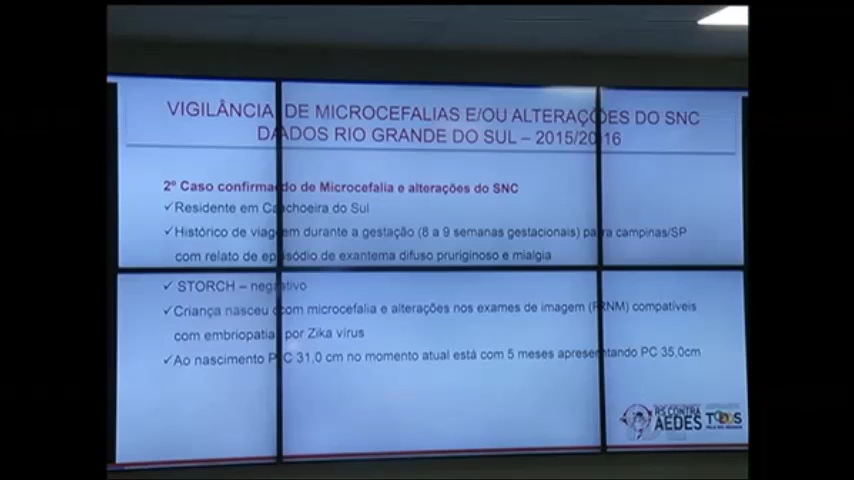 VIGILÂNCIA DE MICROCEFALIAS E/OU ALTERAÇÕES DO SNC
DADOS RIO GRANDE DO SUL – 2015/2016
2º Caso confirmado de Microcefalia e alterações do SNC
✓Residente em Cachoeira do Sul
✓Histórico de viagem durante a gestação (8 a 9 semanas gestacionais) para campinas/SP
com relato de episódio de exantema difuso pruriginoso e mialgia
✓ STORCH – negativo
✓Criança nasceu com microcefalia e alterações nos exames de imagem (RNM) compatíveis
com embriopatia por Zika vírus
✓Ao nascimento PC 31,0 cm no momento atual está com 5 meses apresentando PC 35,0cm
RS CONTRA
AEDES
TODOS